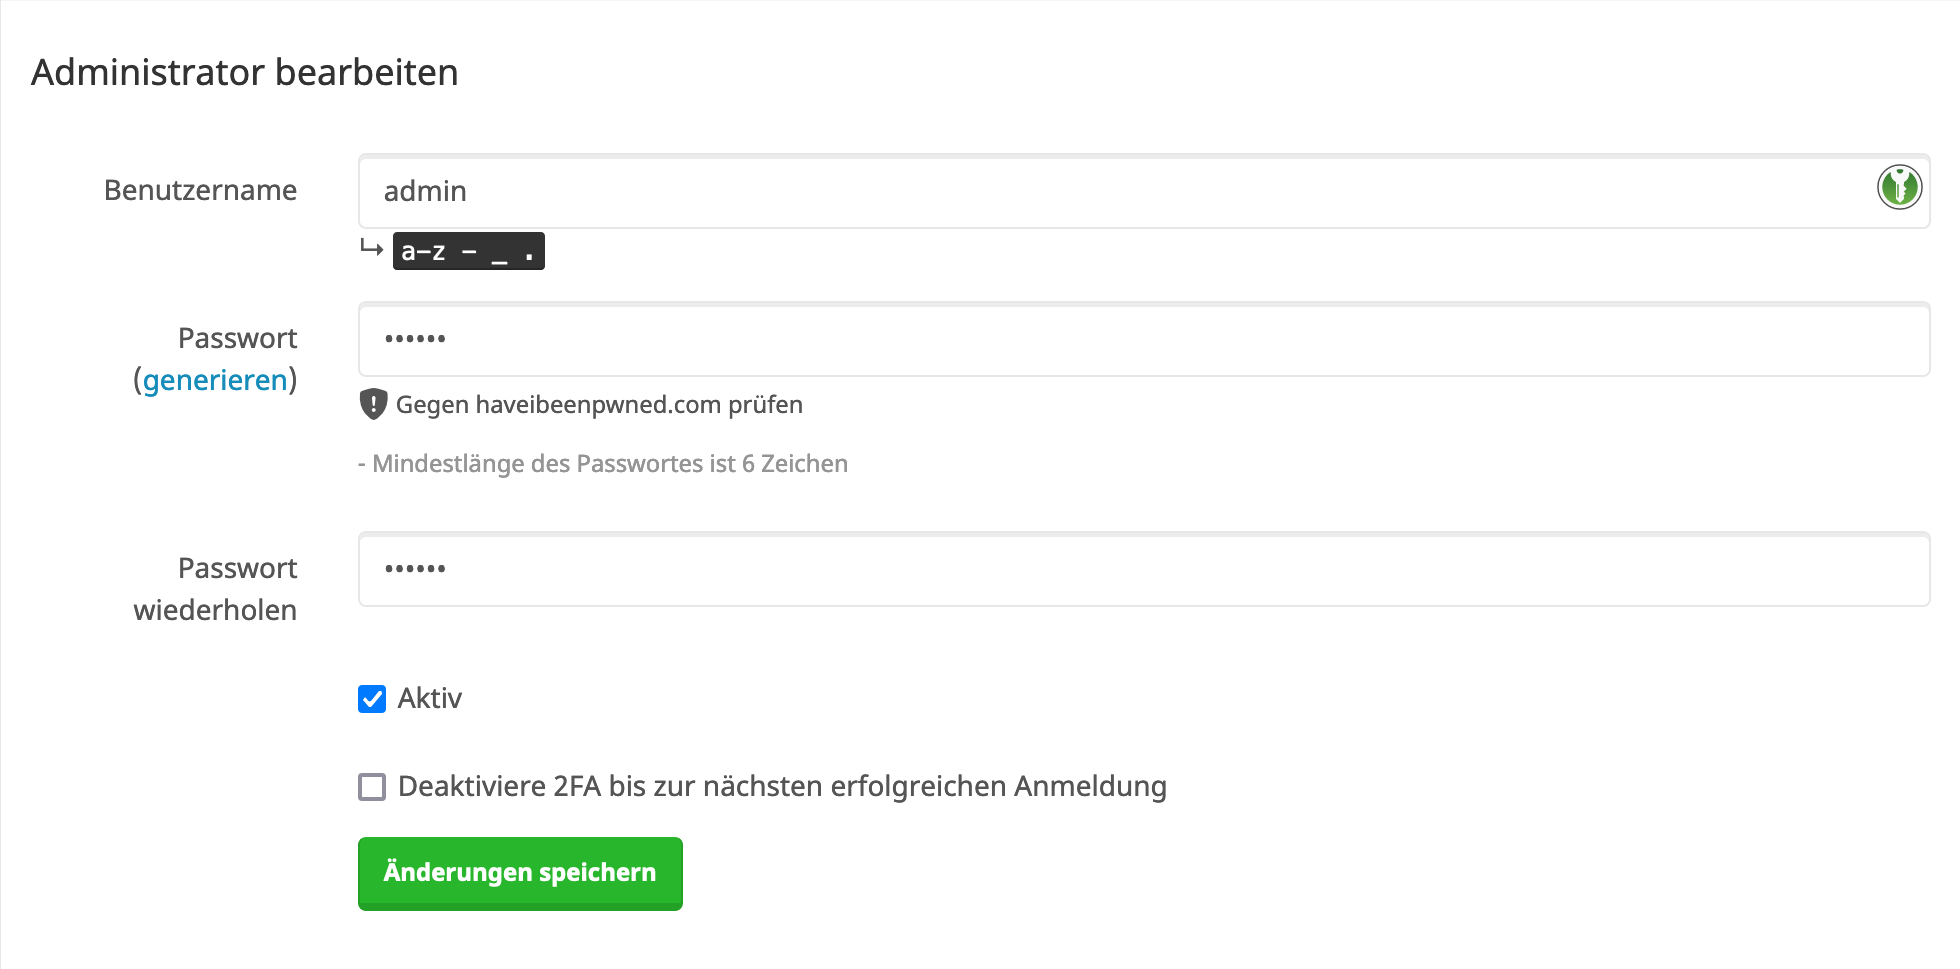 Administrator bearbeiten
Benutzername
admin
↳ a-z - _ .
Passwort
(generieren)
••••••
Gegen haveibeenpwned.com prüfen
- Mindestlänge des Passwortes ist 6 Zeichen
Passwort
wiederholen
••••••
Aktiv
Deaktiviere 2FA bis zur nächsten erfolgreichen Anmeldung
Änderungen speichern